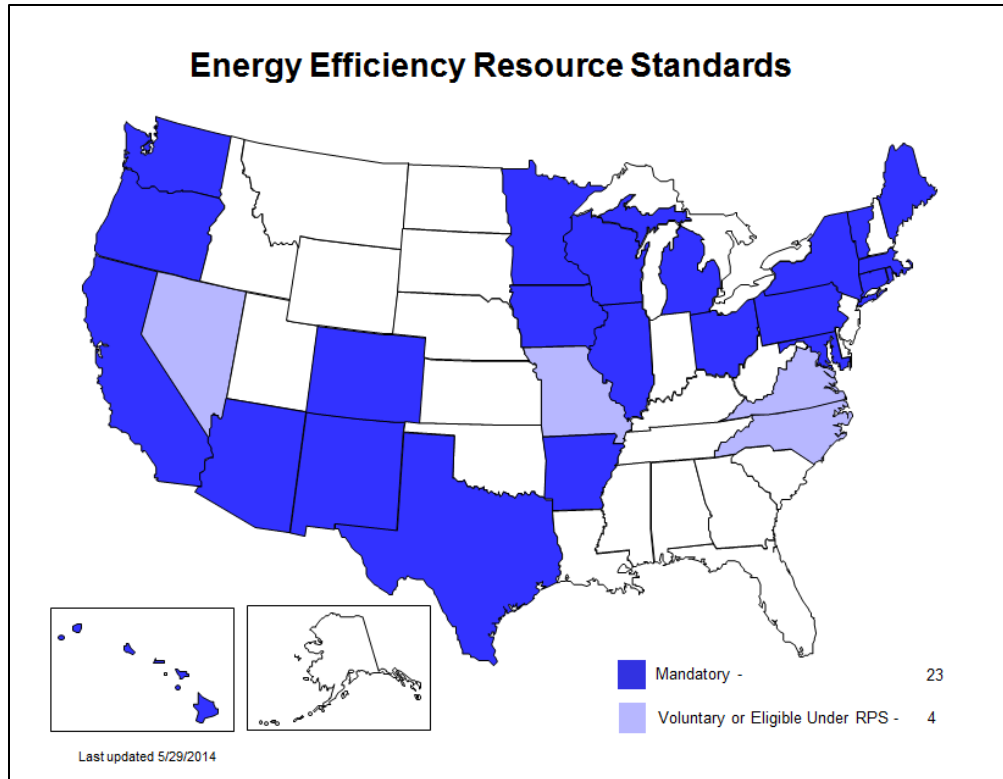 Energy Efficiency Resource Standards
Mandatory - 23
Voluntary or Eligible Under RPS - 4
Last updated 5/29/2014